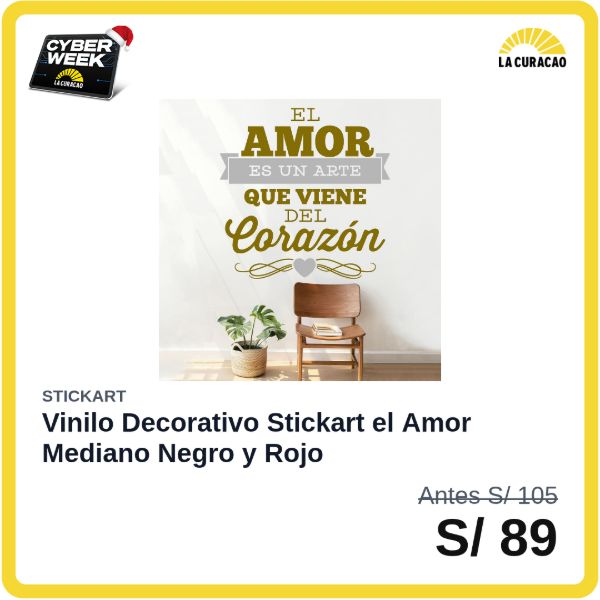 CYBER
WEEK
LA CURACAO
LA CURACAO
EL
AMOR
ES UN ARTE
QUE VIENE
DEL
Corazón
STICKART
Vinilo Decorativo Stickart el Amor
Mediano Negro y Rojo
Antes S/ 105
S/ 89